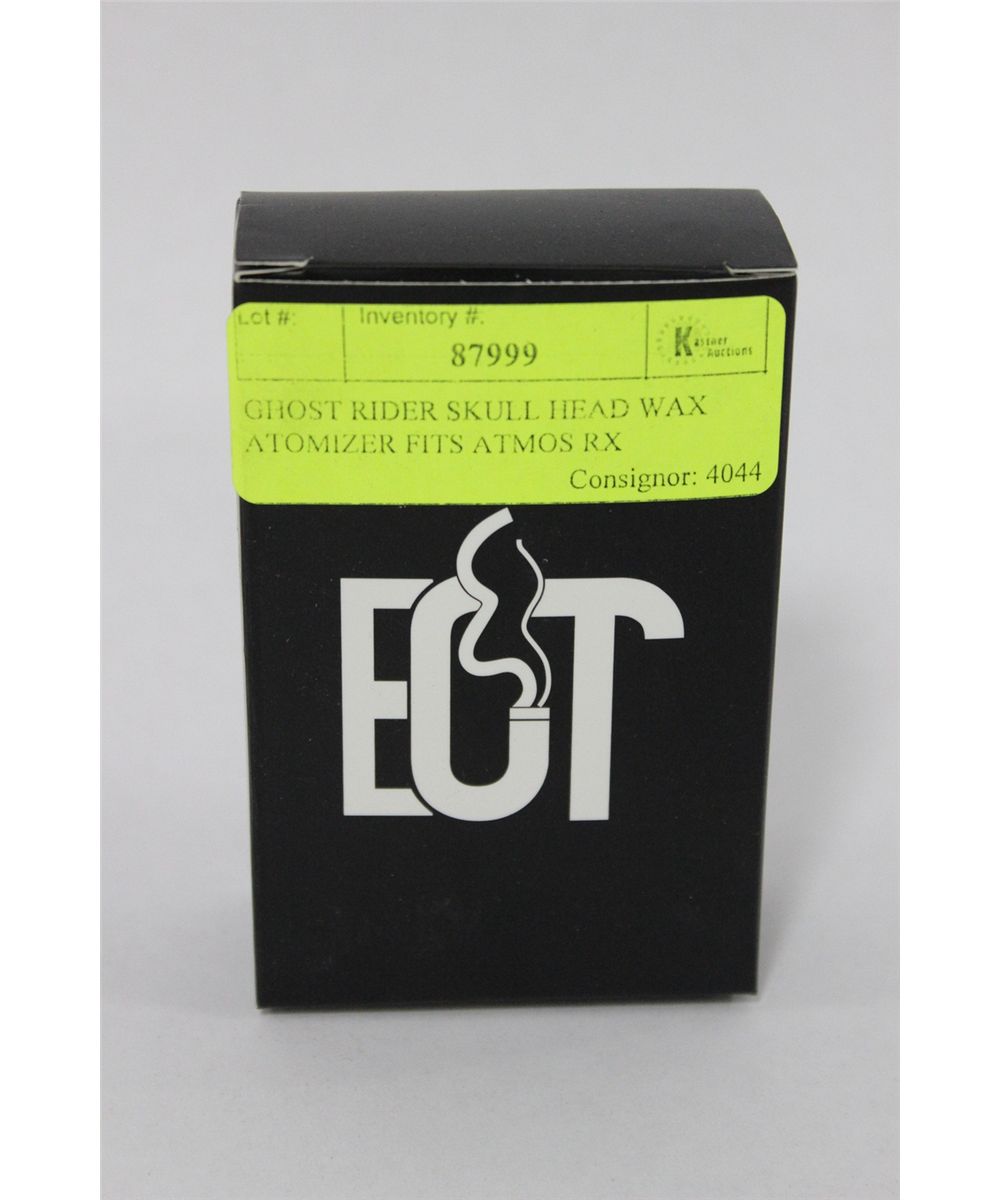 Lot #:
Inventory #:
87999
Kastner
Auctions
GHOST RIDER SKULL HEAD WAX
ATOMIZER FITS ATMOS RX
Consignor: 4044
ECT